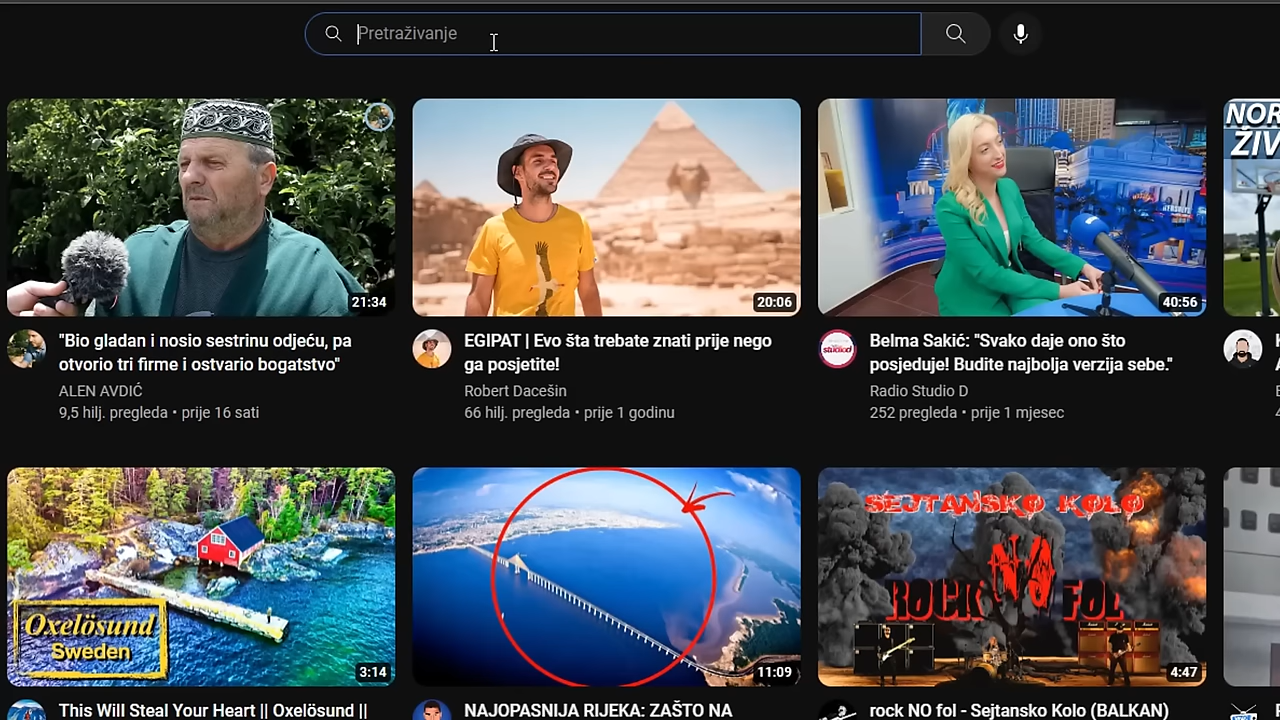 Pretraživanje
NOR
ŽIV
21:34
20:06
40:56
"Bio gladan i nosio sestrinu odjeću, pa
otvorio tri firme i ostvario bogatstvo"
ALEN AVDIĆ
9,5 hilj. pregleda • prije 16 sati
EGIPAT | Evo šta trebate znati prije nego
ga posjetite!
Robert Dacešin
66 hilj. pregleda • prije 1 godinu
studio d
Belma Sakić: "Svako daje ono što
posjeduje! Budite najbolja verzija sebe."
Radio Studio D
252 pregleda • prije 1 mjesec
Oxelösund
Sweden
3:14
11:09
SEJTANSKO KOLO
ROCK NO FOL
4:47
This Will Steal Your Heart || Oxelösund ||
NAJOPASNIJA RIJEKA: ZAŠTO NA
rock NO fol - Sejtansko Kolo (BALKAN)